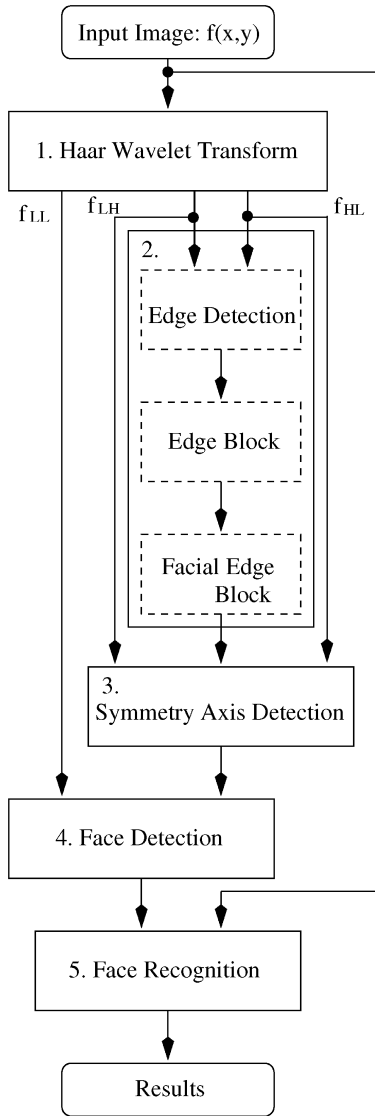 Input Image: f(x,y)
1. Haar Wavelet Transform
fLL
fLH
fHL
2.
Edge Detection
Edge Block
Facial Edge
Block
3.
Symmetry Axis Detection
4. Face Detection
5. Face Recognition
Results